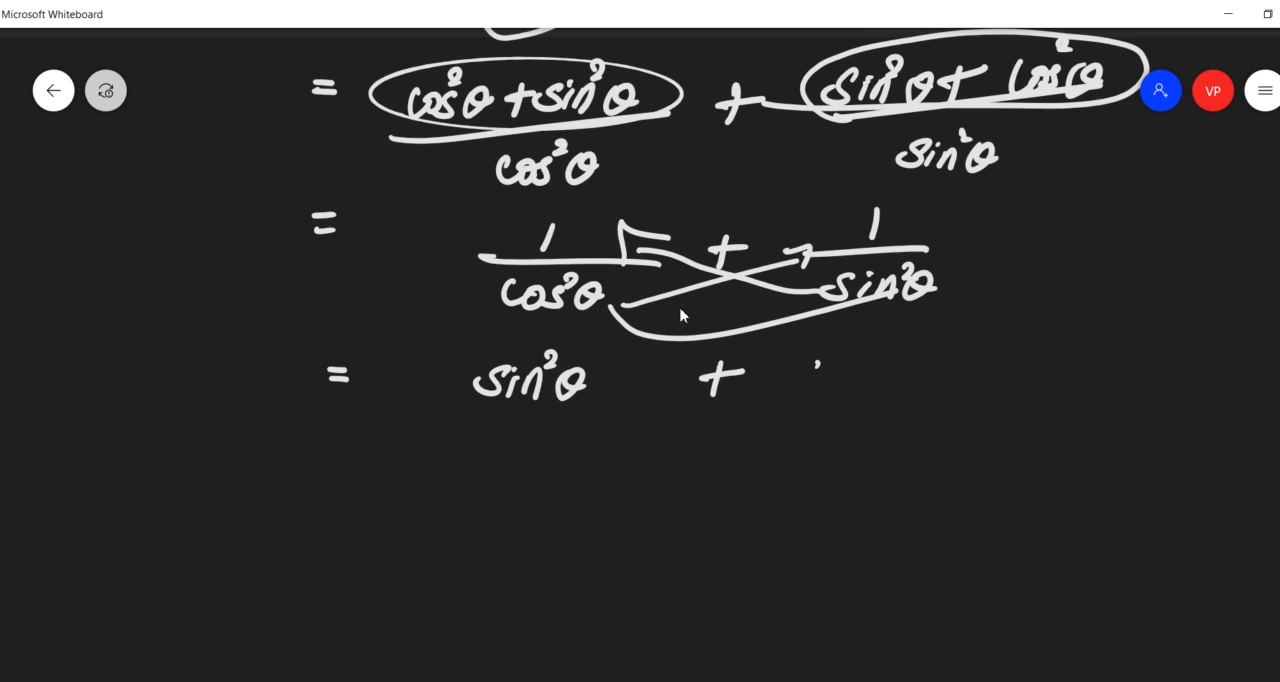 Microsoft Whiteboard
= cos²θ + sin²θ / cos²θ + sin²θ + cos²θ / sin²θ
VP
= 1 / cos²θ + 1 / sin²θ
= sin²θ +